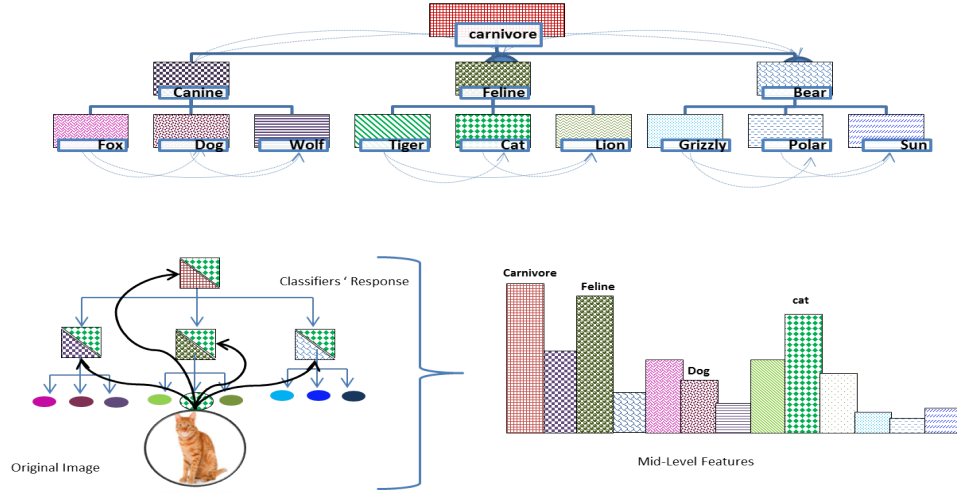 carnivore
Canine
Feline
Bear
Fox
Dog
Wolf
Tiger
Cat
Lion
Grizzly
Polar
Sun
Classifiers ‘ Response
Original Image
Carnivore
Feline
cat
Dog
Mid-Level Features